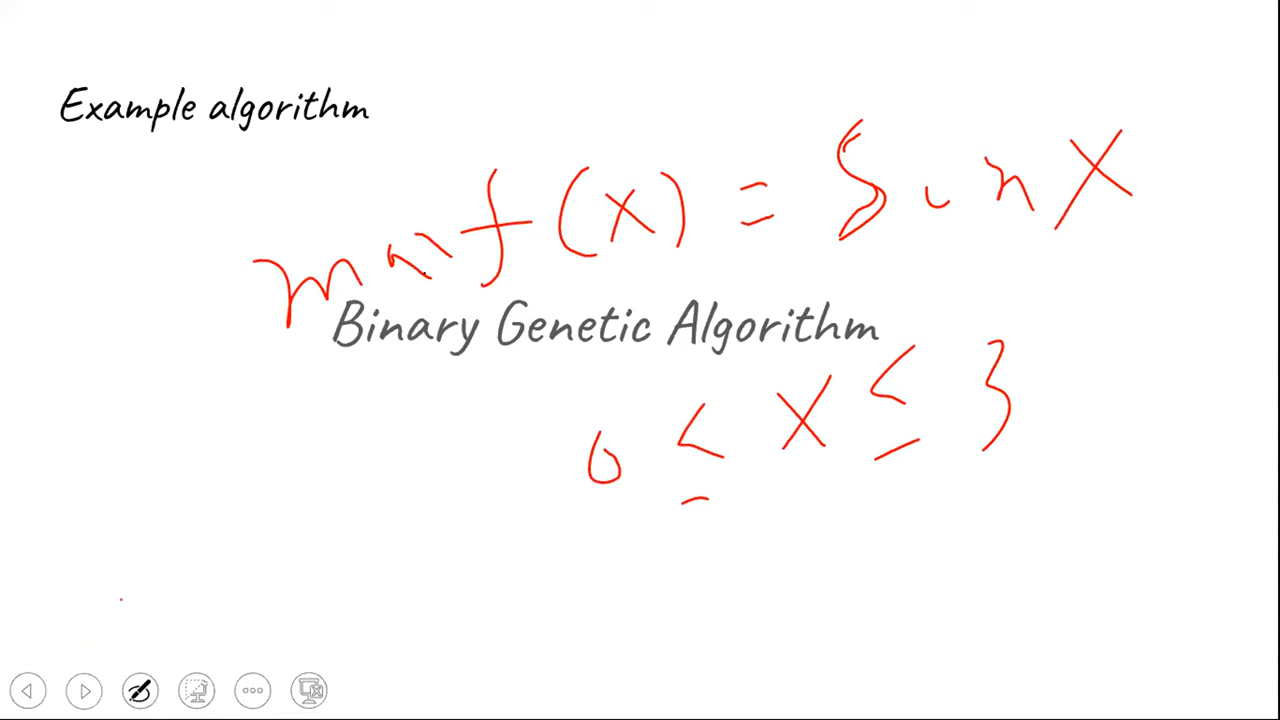 Example algorithm
max f(x) = Sin X
Binary Genetic Algorithm
0 ≤ X ≤ 3